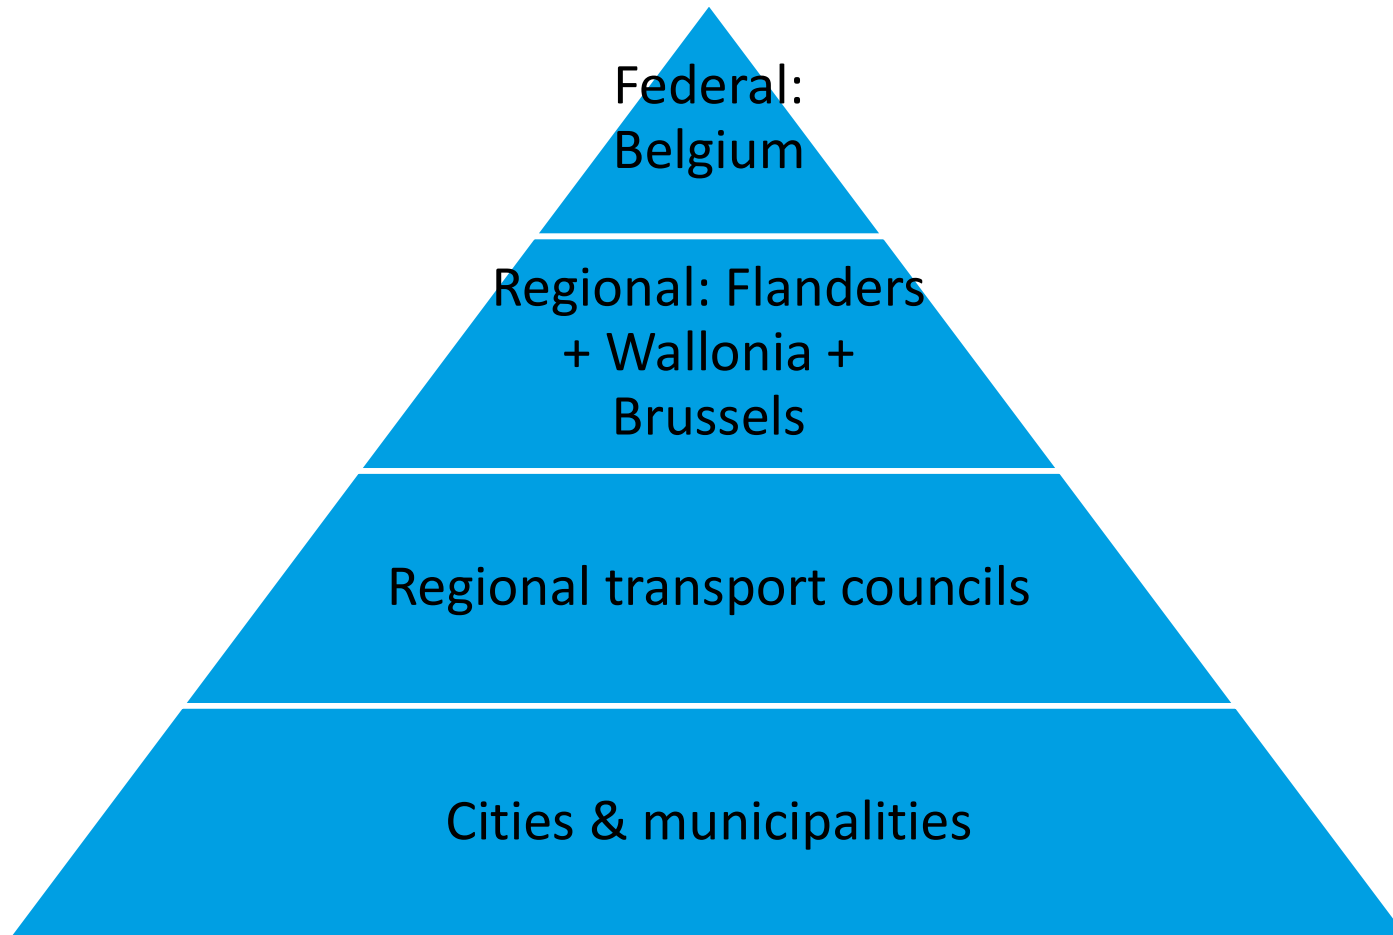 Federal:
Belgium
Regional: Flanders
+ Wallonia +
Brussels
Regional transport councils
Cities & municipalities